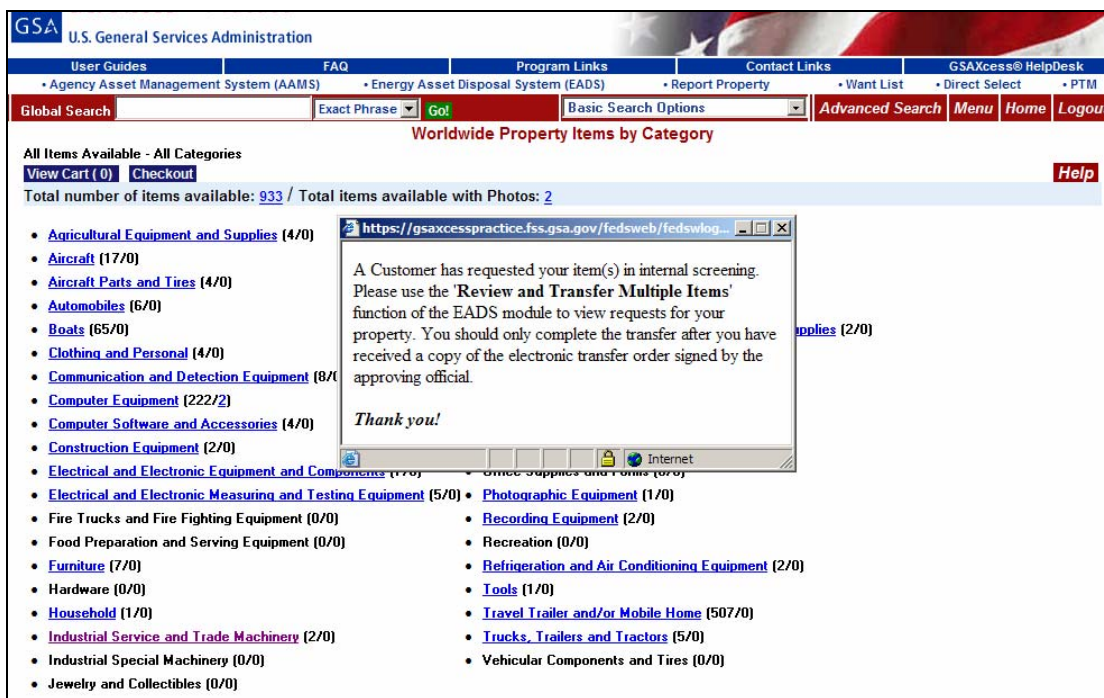 GSA U.S. General Services Administration
User Guides FAQ Program Links Contact Links GSAXcess® HelpDesk
• Agency Asset Management System (AAMS) • Energy Asset Disposal System (EADS) • Report Property • Want List • Direct Select • PTM
Global Search Exact Phrase Go! Basic Search Options Advanced Search Menu Home Logou
Worldwide Property Items by Category
All Items Available - All Categories
View Cart ( 0) Checkout Help
Total number of items available: 933 / Total items available with Photos: 2
• Agricultural Equipment and Supplies (4/0)
• Aircraft (17/0)
• Aircraft Parts and Tires (4/0)
• Automobiles (6/0)
• Boats (65/0)
• Clothing and Personal (4/0)
• Communication and Detection Equipment (8/0
• Computer Equipment (222/2)
• Computer Software and Accessories (4/0)
• Construction Equipment (2/0)
• Electrical and Electronic Equipment and Components
• Electrical and Electronic Measuring and Testing Equipment (5/0)
• Fire Trucks and Fire Fighting Equipment (0/0)
• Food Preparation and Serving Equipment (0/0)
• Furniture (7/0)
• Hardware (0/0)
• Household (1/0)
• Industrial Service and Trade Machinery (2/0)
• Industrial Special Machinery (0/0)
• Jewelry and Collectibles (0/0)
https://gsaxcesspractice.fss.gsa.gov/fedsweb/fedswlog...
A Customer has requested your item(s) in internal screening.
Please use the 'Review and Transfer Multiple Items'
function of the EADS module to view requests for your
property. You should only complete the transfer after you have
received a copy of the electronic transfer order signed by the
approving official.
Thank you!
Internet
pplies (2/0)
• Office Supplies and Forms (0/0)
• Photographic Equipment (1/0)
• Recording Equipment (2/0)
• Recreation (0/0)
• Refrigeration and Air Conditioning Equipment (2/0)
• Tools (1/0)
• Travel Trailer and/or Mobile Home (507/0)
• Trucks, Trailers and Tractors (5/0)
• Vehicular Components and Tires (0/0)